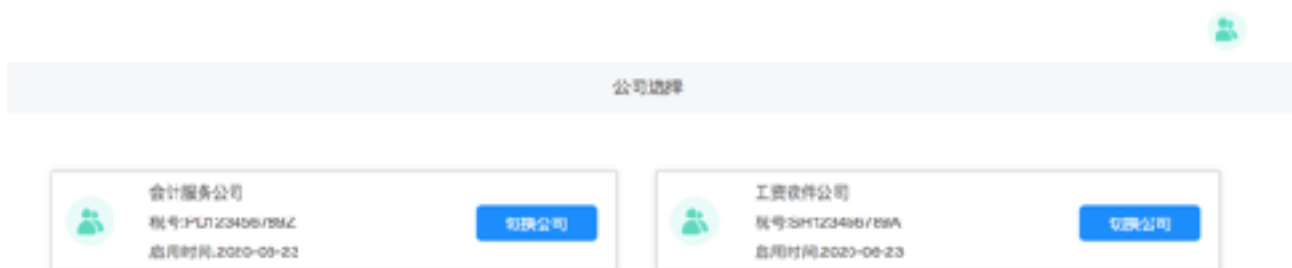 公司选择
会计服务公司
税号:PD123456789Z
启用时间:2020-09-23
切换公司
工资软件公司
税号:SH123456789A
启用时间:2020-06-23
切换公司